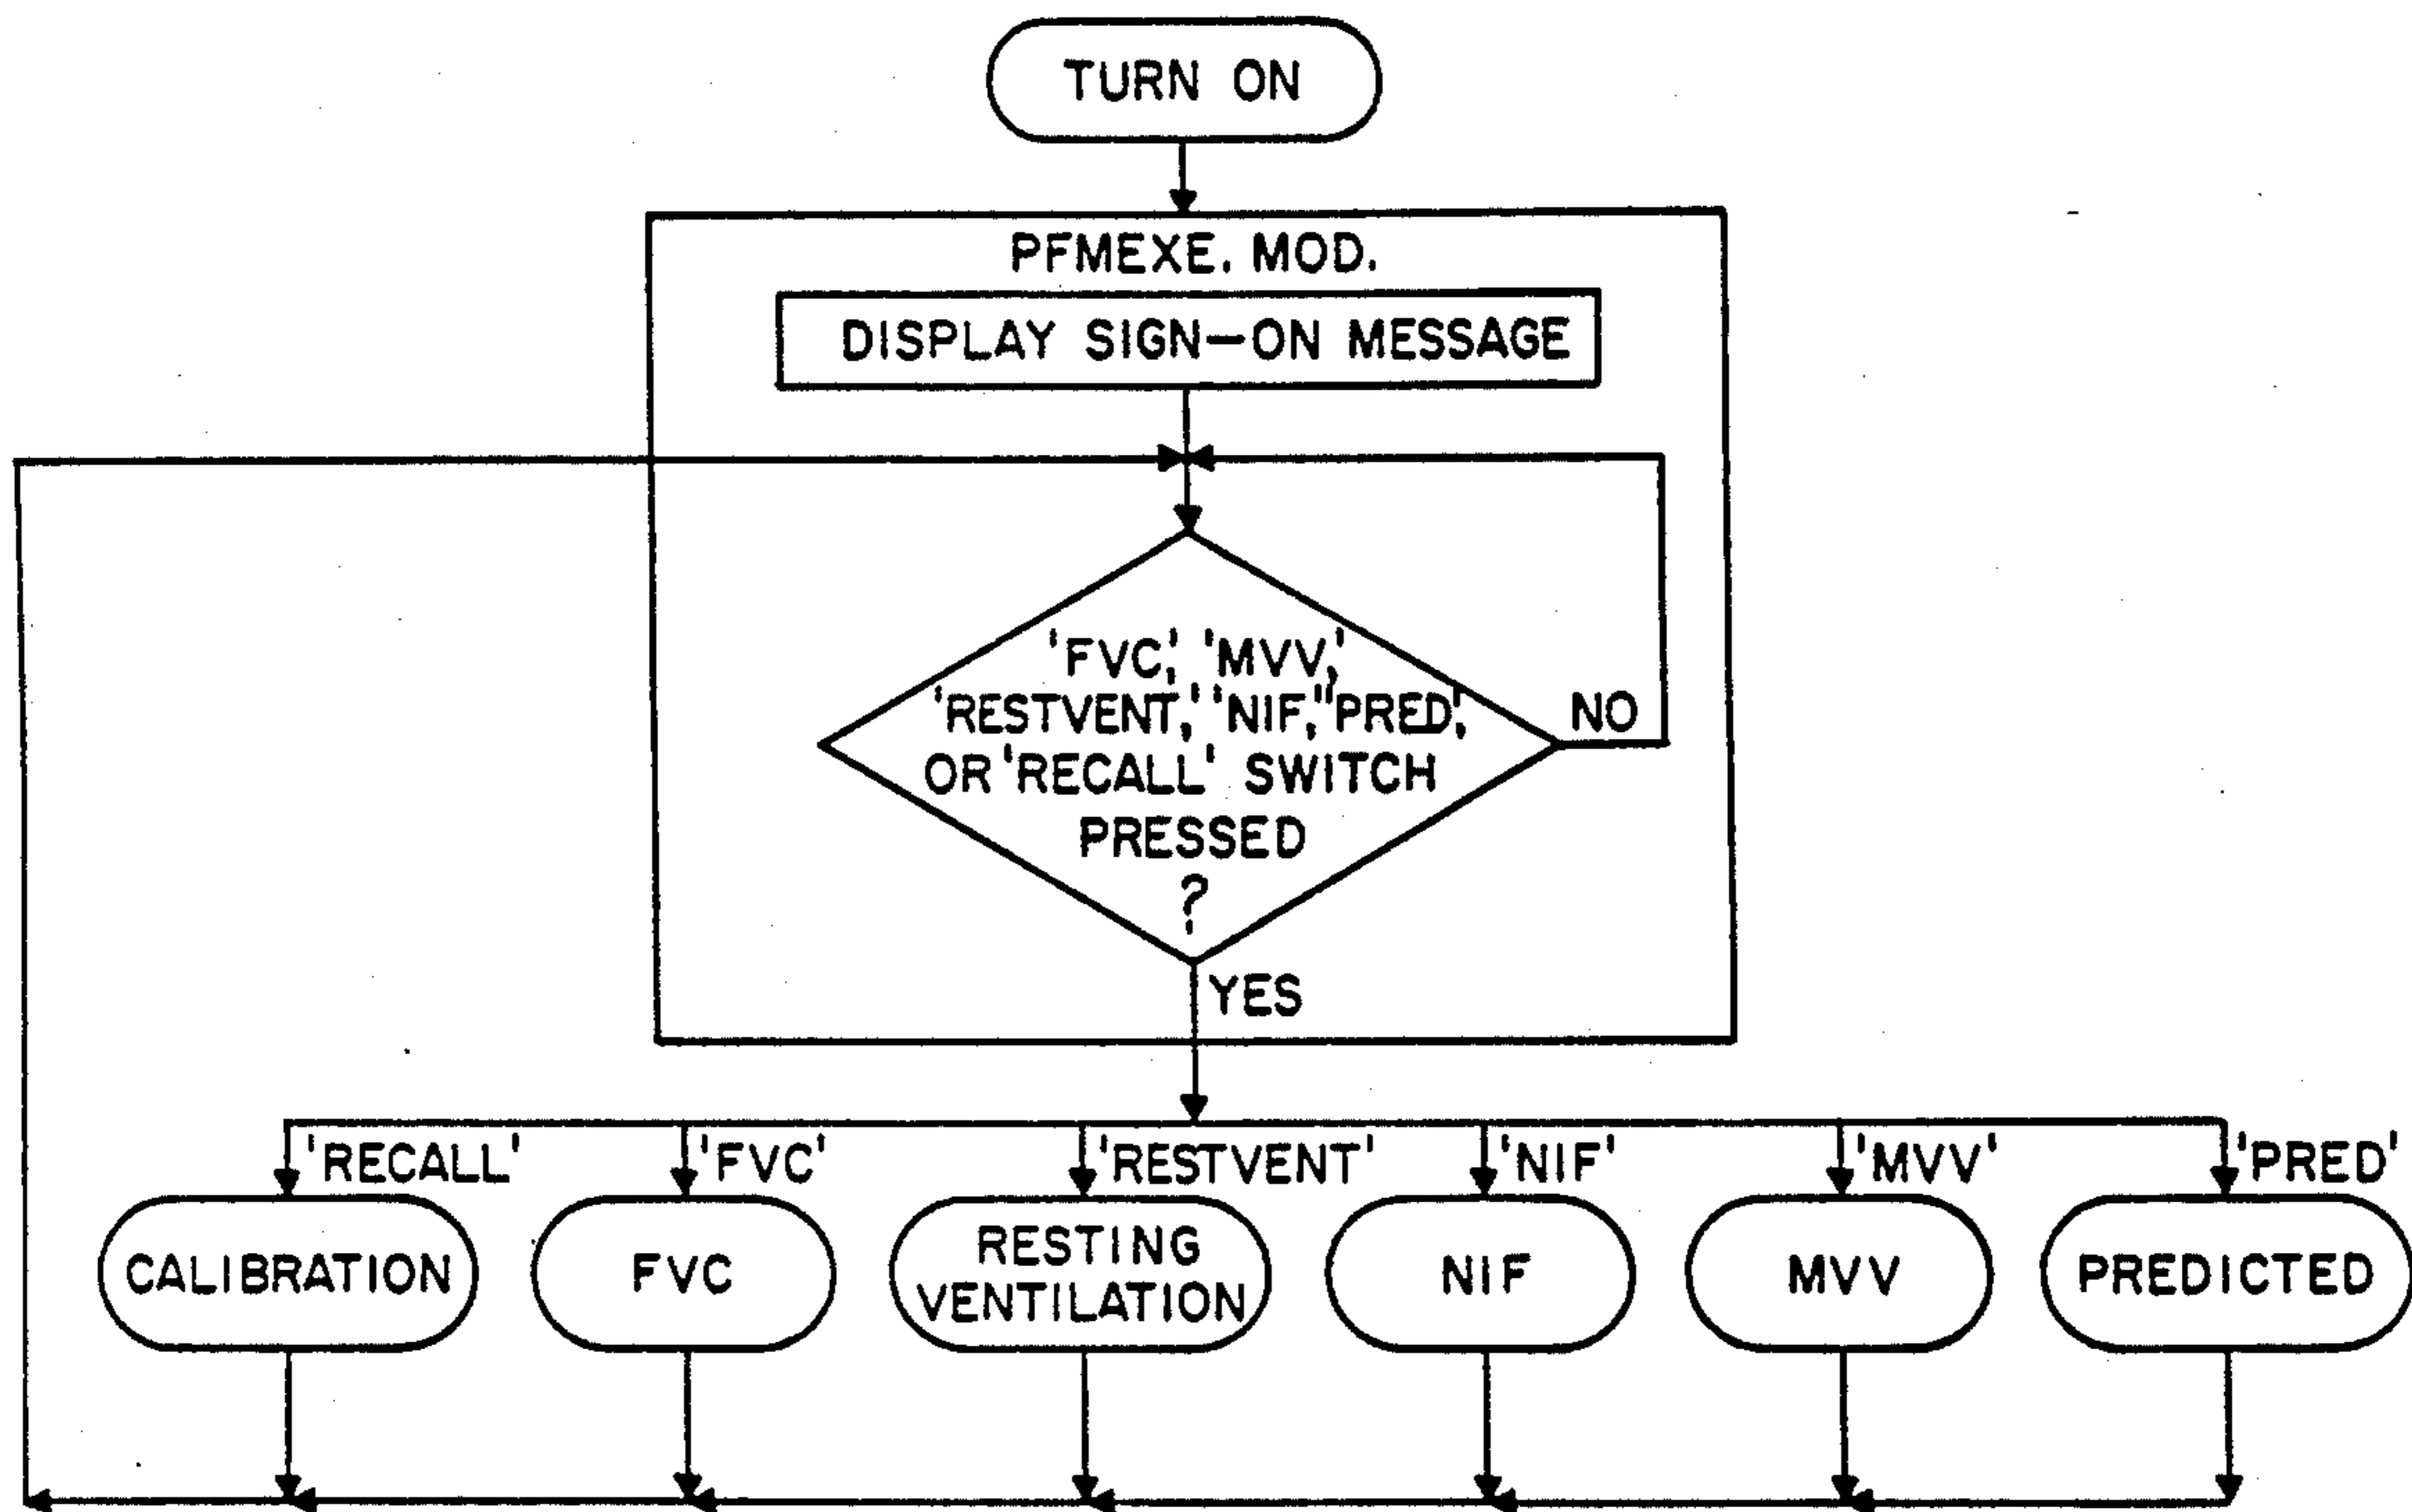 TURN ON
PFMEXE. MOD.
DISPLAY SIGN—ON MESSAGE
'FVC,' 'MVV,'
'RESTVENT,' 'NIF,' 'PRED,'
OR 'RECALL' SWITCH
PRESSED
?
NO
YES
'RECALL' 'FVC' 'RESTVENT' 'NIF' 'MVV' 'PRED'
CALIBRATION
FVC
RESTING
VENTILATION
NIF
MVV
PREDICTED